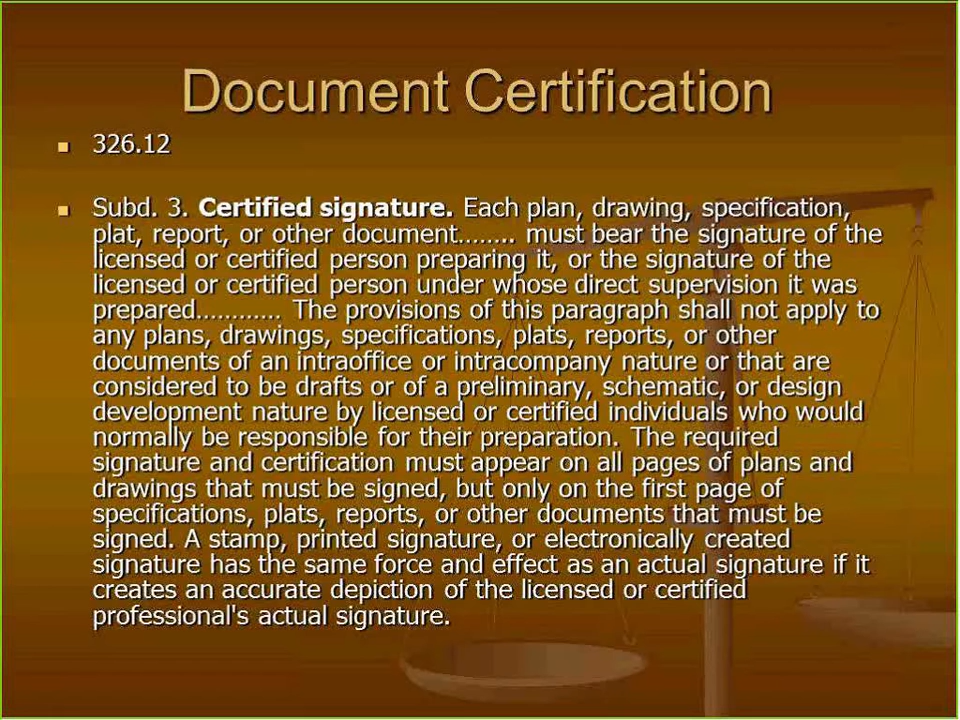 Document Certification
326.12
Subd. 3. Certified signature. Each plan, drawing, specification,
plat, report, or other document........ must bear the signature of the
licensed or certified person preparing it, or the signature of the
licensed or certified person under whose direct supervision it was
prepared............ The provisions of this paragraph shall not apply to
any plans, drawings, specifications, plats, reports, or other
documents of an intraoffice or intracompany nature or that are
considered to be drafts or of a preliminary, schematic, or design
development nature by licensed or certified individuals who would
normally be responsible for their preparation. The required
signature and certification must appear on all pages of plans and
drawings that must be signed, but only on the first page of
specifications, plats, reports, or other documents that must be
signed. A stamp, printed signature, or electronically created
signature has the same force and effect as an actual signature if it
creates an accurate depiction of the licensed or certified
professional's actual signature.